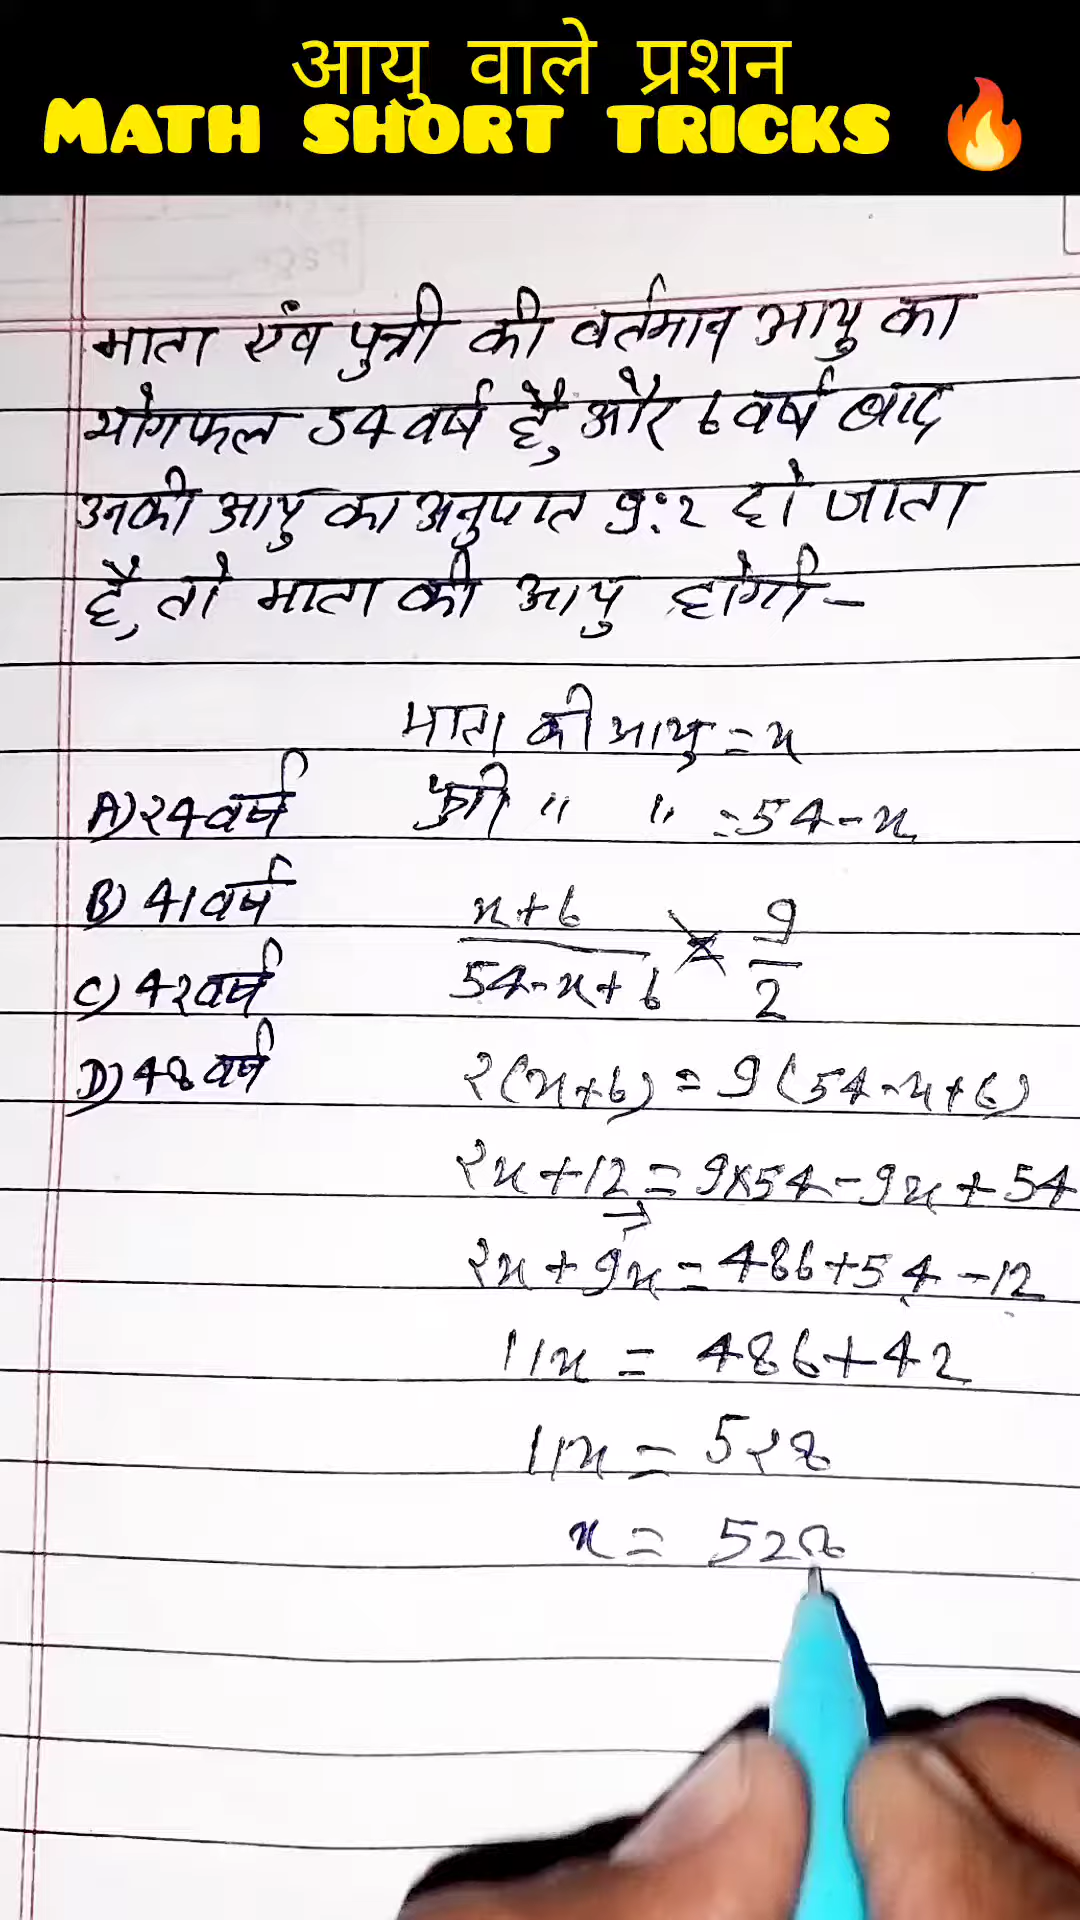 आयु वाले प्रशन
MATH SHORT TRICKS 🔥
माता एंव पुत्री की वर्तमान आयु का
योगफल 54 वर्ष है, और 6 वर्ष बाद
उनकी आयु का अनुपात 9:2 हो जाता
है, तो माता की आयु होगी -
माता की आयु = x
A) 24 वर्ष
पुत्री " " = 54-x
B) 41 वर्ष
x+6 / 54-x+6 = 9/2
C) 42 वर्ष
D) 48 वर्ष
2(x+6) = 9(54-x+6)
2x+12 = 9x54-9x+54
2x+9x = 486+54-12
11x = 486+42
11x = 528
x = 528